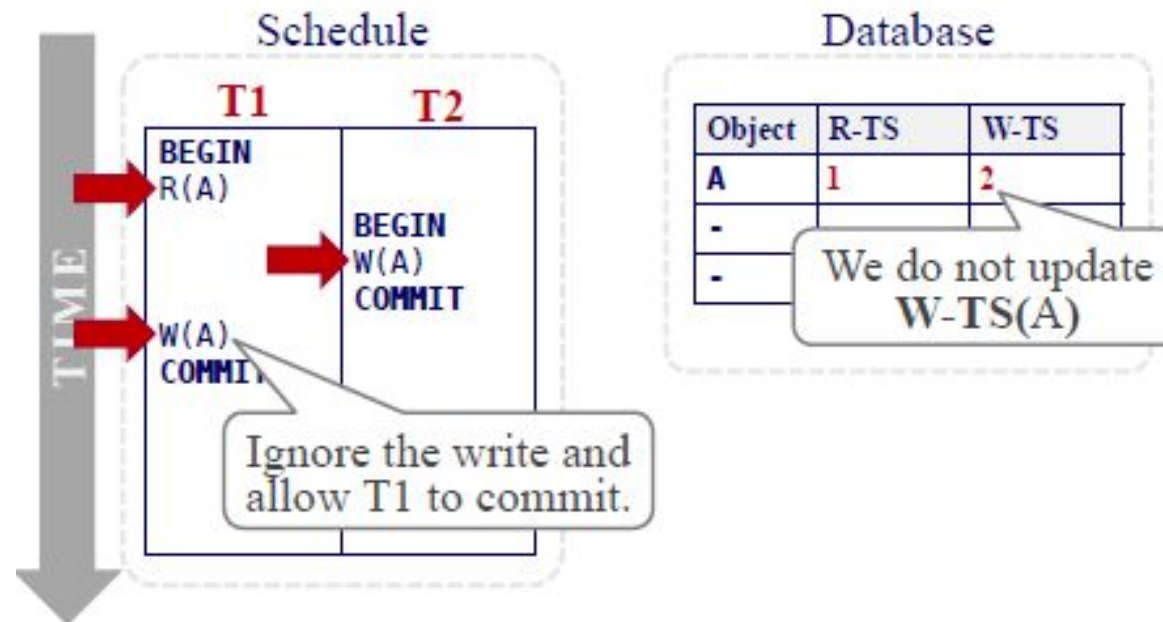 Schedule
Database
TIME
T1
T2
BEGIN
R(A)
BEGIN
W(A)
COMMIT
W(A)
COMMIT
Ignore the write and
allow T1 to commit.
Object R-TS W-TS
A 1 2
-
-
We do not update
W-TS(A)